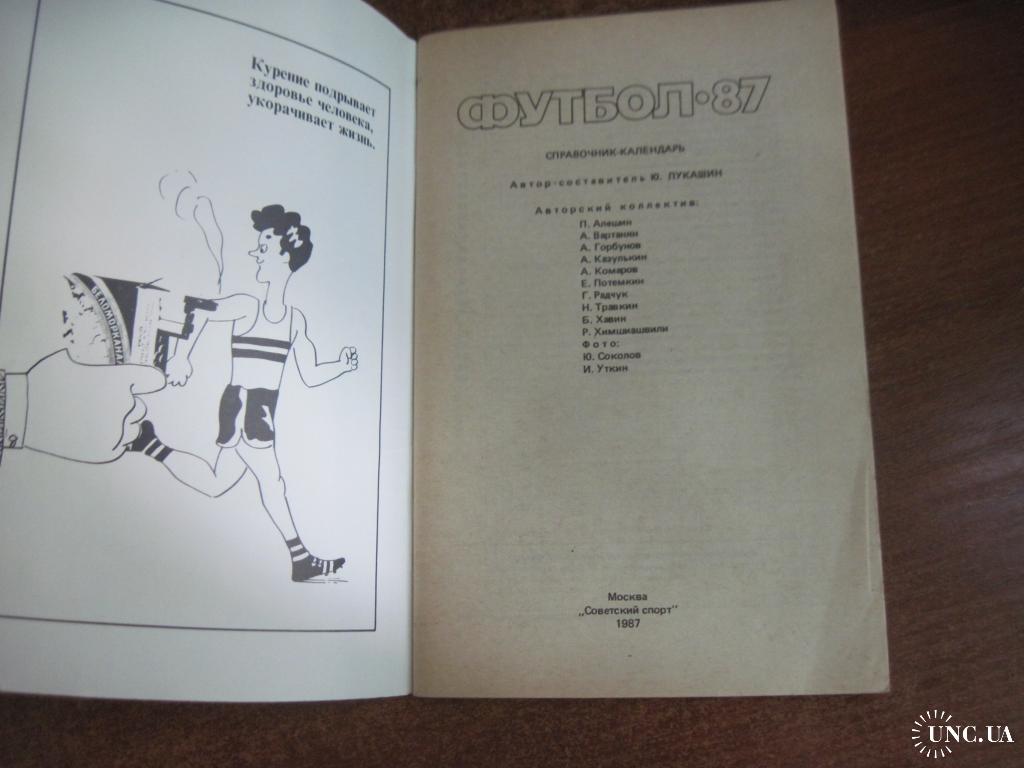 Курение подрывает
здоровье человека,
укорачивает жизнь.
БЕЛОМОРКАНАЛ
ФУТБОЛ·87
СПРАВОЧНИК-КАЛЕНДАРЬ
Автор-составитель Ю. ЛУКАШИН
Авторский коллектив:
П. Алешин
А. Вартанян
А. Горбунов
А. Казулькин
А. Комаров
Е. Потемкин
Г. Радчук
Н. Травкин
Б. Хавин
Р. Химшиашвили
Фото:
Ю. Соколов
И. Уткин
Москва
„Советский спорт"
1987
UNC.UA